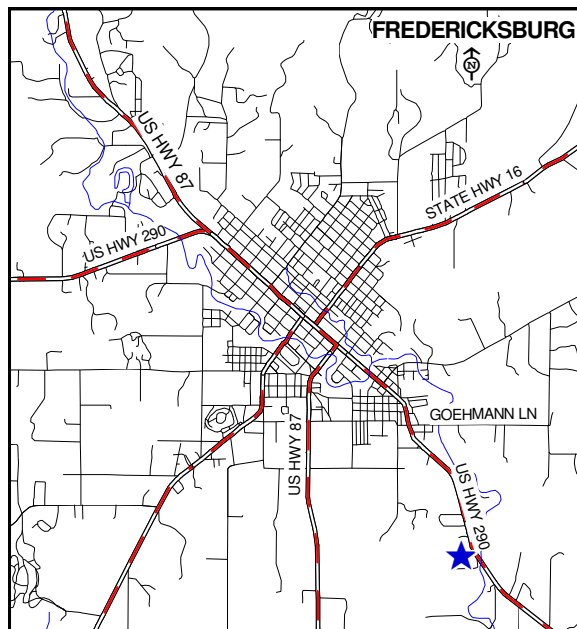 FREDERICKSBURG
N
US HWY 87
STATE HWY 16
US HWY 290
GOEHMANN LN
US HWY 87
US HWY 290